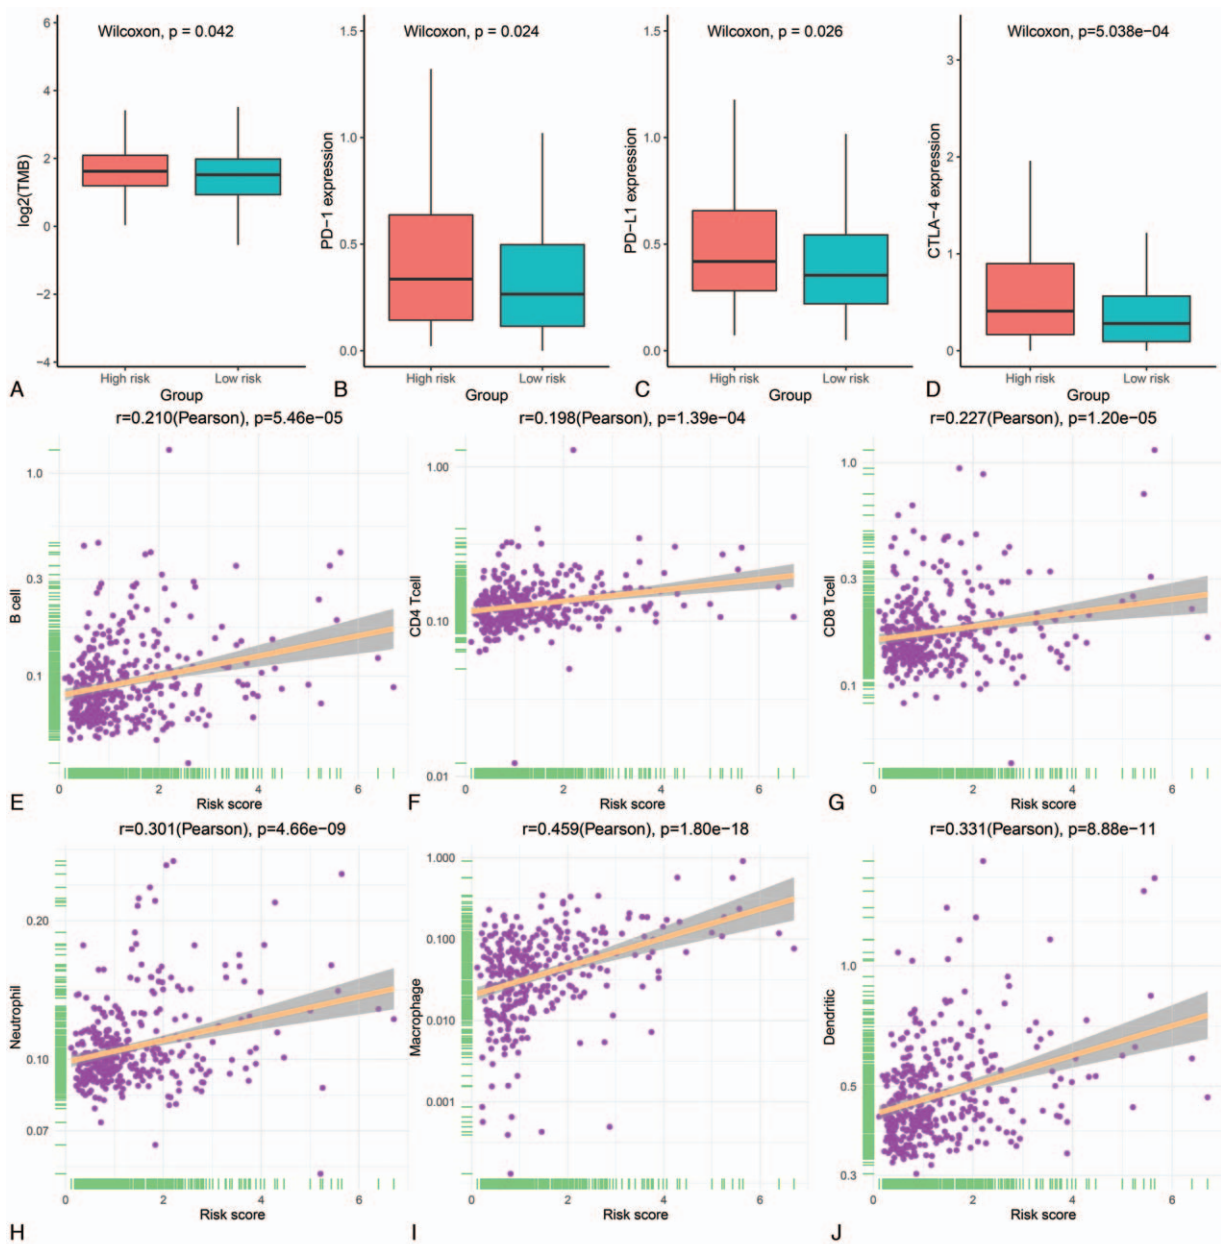 Wilcoxon, p = 0.042
log2(TMB)
6
4
2
0
−2
−4
High risk
Low risk
Group
A
Wilcoxon, p = 0.024
PD−1 expression
1.5
1.0
0.5
0.0
High risk
Low risk
Group
B
Wilcoxon, p = 0.026
PD−L1 expression
1.5
1.0
0.5
0.0
High risk
Low risk
Group
C
Wilcoxon, p=5.038e−04
CTLA−4 expression
3
2
1
0
High risk
Low risk
Group
D
r=0.210(Pearson), p=5.46e−05
B cell
1.0
0.3
0.1
0 2 4 6
Risk score
E
r=0.198(Pearson), p=1.39e−04
CD4 Tcell
1.00
0.10
0.01
0 2 4 6
Risk score
F
r=0.227(Pearson), p=1.20e−05
CD8 Tcell
1.0
0.3
0.1
0 2 4 6
Risk score
G
r=0.301(Pearson), p=4.66e−09
Neutrophil
0.20
0.10
0.07
0 2 4 6
Risk score
H
r=0.459(Pearson), p=1.80e−18
Macrophage
1.000
0.100
0.010
0.001
0 2 4 6
Risk score
I
r=0.331(Pearson), p=8.88e−11
Dendritic
1.0
0.5
0.3
0 2 4 6
Risk score
J